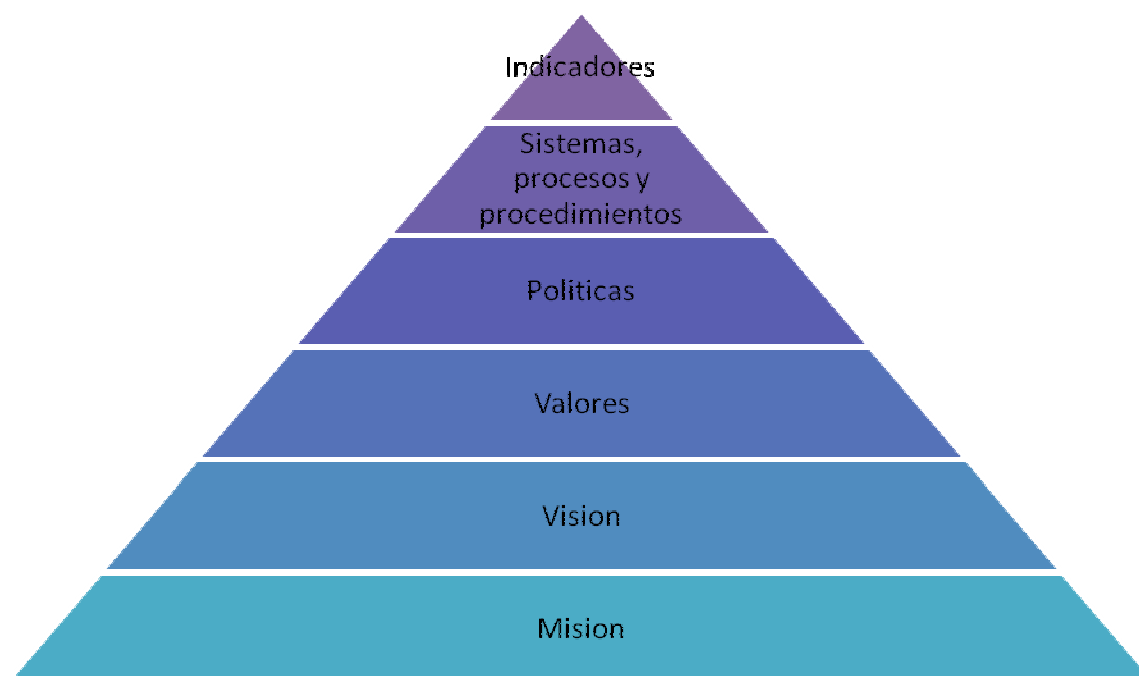 Indicadores
Sistemas,
procesos y
procedimientos
Politicas
Valores
Vision
Mision